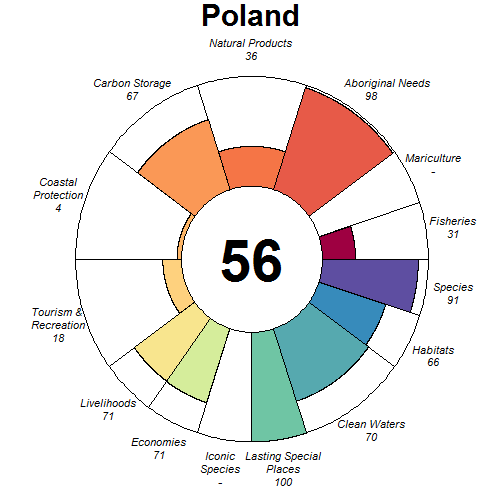 Poland
Natural Products
36
Carbon Storage
67
Aboriginal Needs
98
Mariculture
-
Coastal
Protection
4
Fisheries
31
56
Species
91
Tourism &
Recreation
18
Habitats
66
Livelihoods
71
Clean Waters
70
Economies
71
Iconic
Species
-
Lasting Special
Places
100